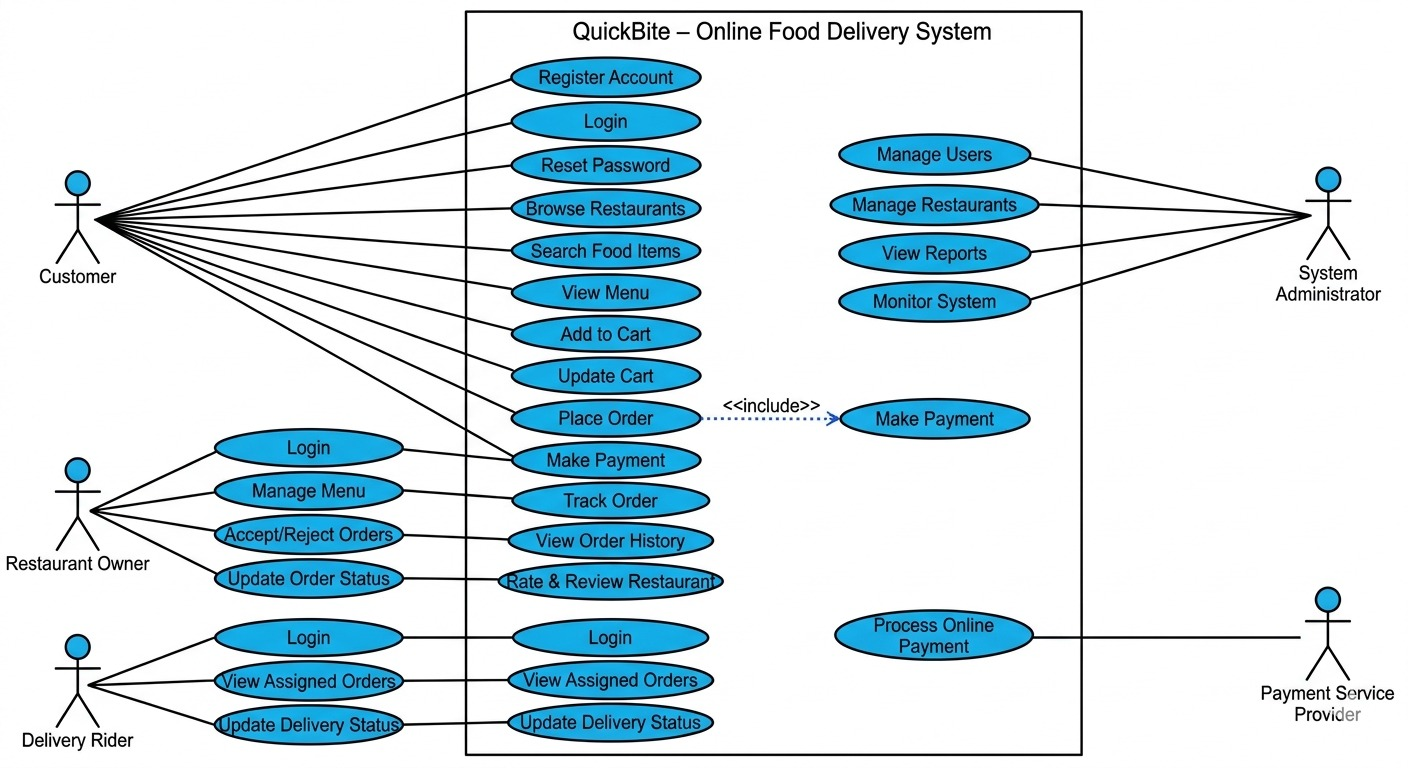 QuickBite – Online Food Delivery System
Register Account
Login
Reset Password
Browse Restaurants
Search Food Items
View Menu
Add to Cart
Update Cart
Place Order
Make Payment
Track Order
View Order History
Rate & Review Restaurant
Login
View Assigned Orders
Update Delivery Status
<<include>>
Manage Users
Manage Restaurants
View Reports
Monitor System
Make Payment
Process Online
Payment
Customer
Restaurant Owner
Login
Manage Menu
Accept/Reject Orders
Update Order Status
Delivery Rider
Login
View Assigned Orders
Update Delivery Status
System
Administrator
Payment Service
Provider